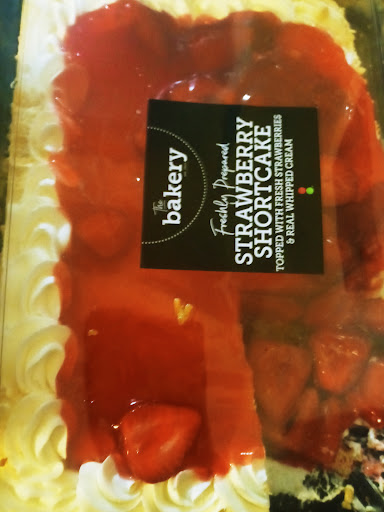 The
bakery
Freshly Prepared
STRAWBERRY
SHORTCAKE
TOPPED WITH FRESH STRAWBERRIES
& REAL WHIPPED CREAM